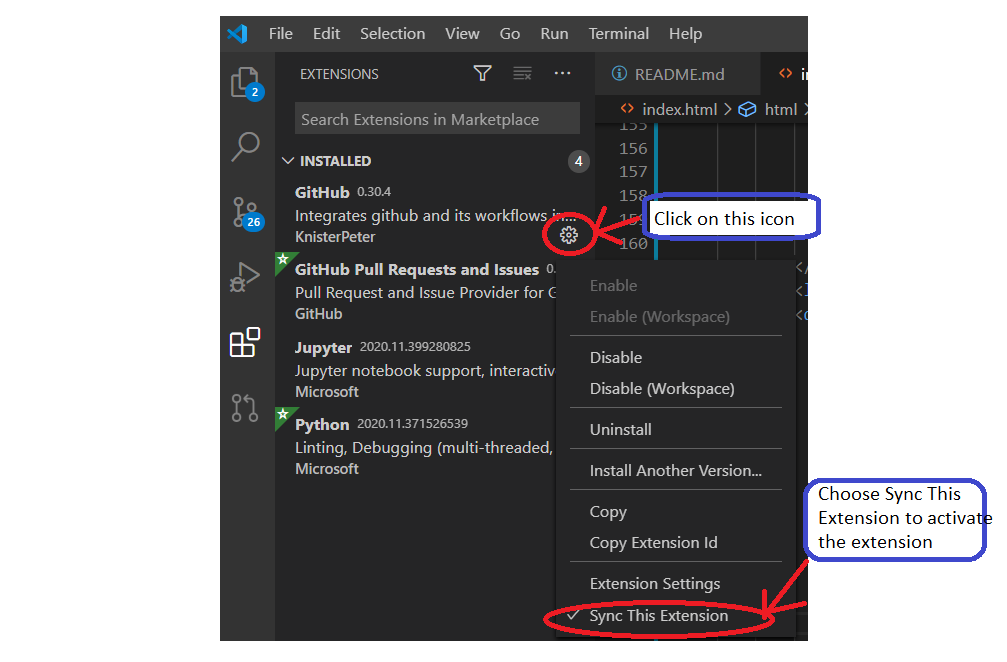 File Edit Selection View Go Run Terminal Help
EXTENSIONS
README.md
2
Search Extensions in Marketplace
index.html > html >
155
INSTALLED 4
156
157
GitHub 0.30.4
158
Integrates github and its workflows in...
Click on this icon
159
KnisterPeter
160
26
GitHub Pull Requests and Issues 0.
Pull Request and Issue Provider for G
GitHub
Jupyter 2020.11.399280825
Jupyter notebook support, interactiv
Microsoft
Python 2020.11.371526539
Linting, Debugging (multi-threaded,
Microsoft
Enable
Enable (Workspace)
Disable
Disable (Workspace)
Uninstall
Install Another Version...
Copy
Copy Extension Id
Extension Settings
Sync This Extension
Choose Sync This
Extension to activate
the extension